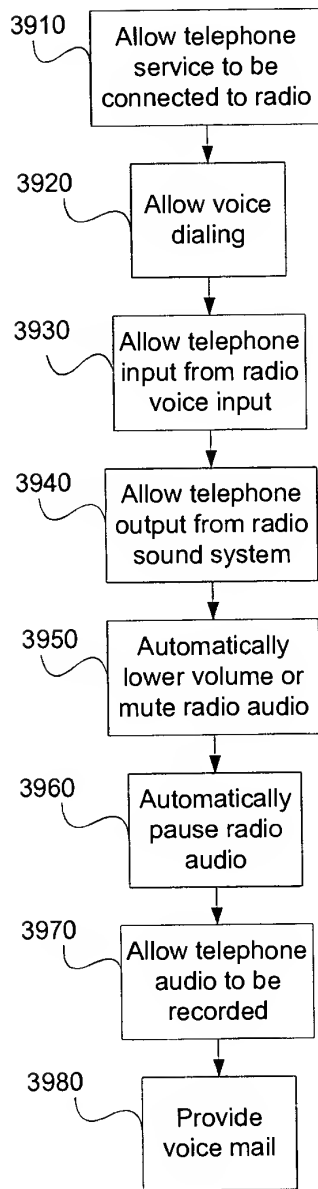 3910
Allow telephone
service to be
connected to radio
3920
Allow voice
dialing
3930
Allow telephone
input from radio
voice input
3940
Allow telephone
output from radio
sound system
3950
Automatically
lower volume or
mute radio audio
3960
Automatically
pause radio
audio
3970
Allow telephone
audio to be
recorded
3980
Provide
voice mail